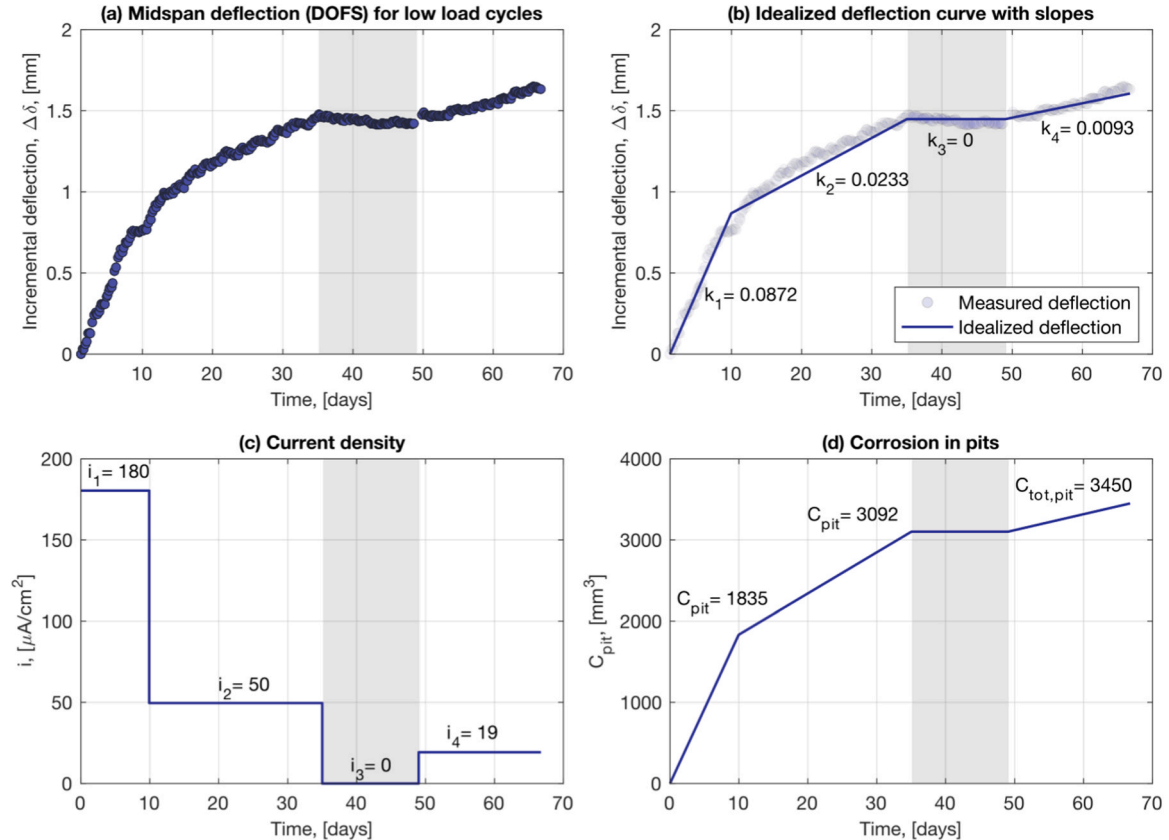 (a) Midspan deflection (DOFS) for low load cycles
2
1.5
1
0.5
0
0
10
20
30
40
50
60
70
Incremental deflection, Δδ, [mm]
Time, [days]
(b) Idealized deflection curve with slopes
2
1.5
1
0.5
0
0
10
20
30
40
50
60
70
Incremental deflection, Δδ, [mm]
Time, [days]
k₁= 0.0872
k₂= 0.0233
k₃= 0
k₄= 0.0093
Measured deflection
Idealized deflection
(c) Current density
200
150
100
50
0
0
10
20
30
40
50
60
70
i, [μA/cm²]
Time, [days]
i₁= 180
i₂= 50
i₃= 0
i₄= 19
(d) Corrosion in pits
4000
3000
2000
1000
0
0
10
20
30
40
50
60
70
C_pit, [mm³]
Time, [days]
C_pit= 1835
C_pit= 3092
C_tot,pit= 3450